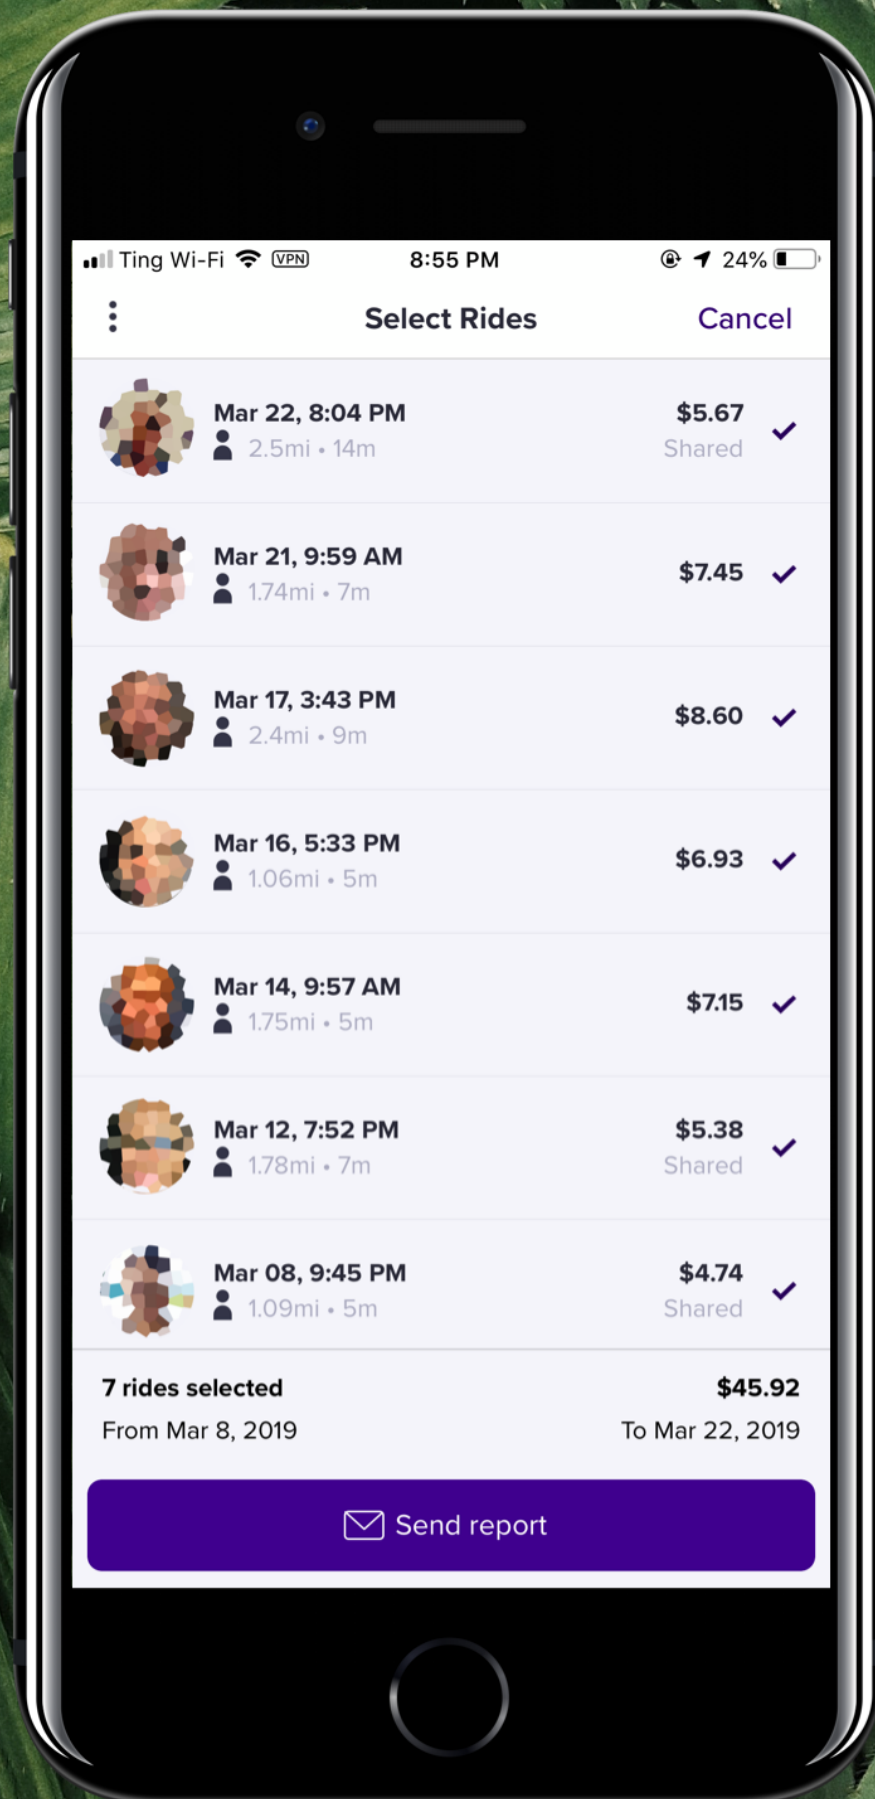 Ting Wi-Fi VPN 8:55 PM 24%
Select Rides Cancel
Mar 22, 8:04 PM $5.67
2.5mi • 14m Shared
Mar 21, 9:59 AM $7.45
1.74mi • 7m
Mar 17, 3:43 PM $8.60
2.4mi • 9m
Mar 16, 5:33 PM $6.93
1.06mi • 5m
Mar 14, 9:57 AM $7.15
1.75mi • 5m
Mar 12, 7:52 PM $5.38
1.78mi • 7m Shared
Mar 08, 9:45 PM $4.74
1.09mi • 5m Shared
7 rides selected $45.92
From Mar 8, 2019 To Mar 22, 2019
Send report